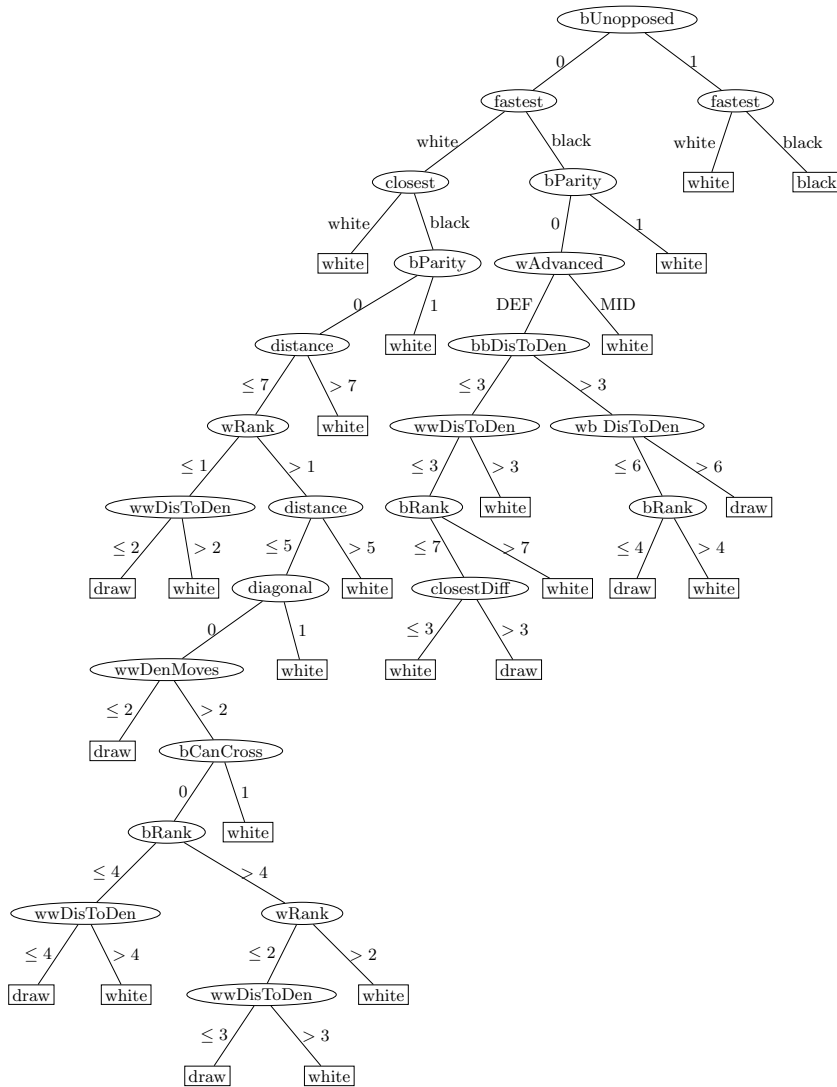 bUnopposed
0 1
fastest fastest
white black white black
closest bParity white black
white black 0 1
white bParity wAdvanced white
0 1 DEF MID
distance white bbDisToDen white
≤ 7 > 7 ≤ 3 > 3
wRank white wwDisToDen wb DisToDen
≤ 1 > 1 ≤ 3 > 3 ≤ 6 > 6
wwDisToDen distance bRank white bRank draw
≤ 2 > 2 ≤ 5 > 5 ≤ 7 > 7 ≤ 4 > 4
draw white diagonal white closestDiff white draw white
0 1 ≤ 3 > 3
wwDenMoves white white draw
≤ 2 > 2
draw bCanCross
0 1
bRank white
≤ 4 > 4
wwDisToDen wRank
≤ 4 > 4 ≤ 2 > 2
draw white wwDisToDen white
≤ 3 > 3
draw white